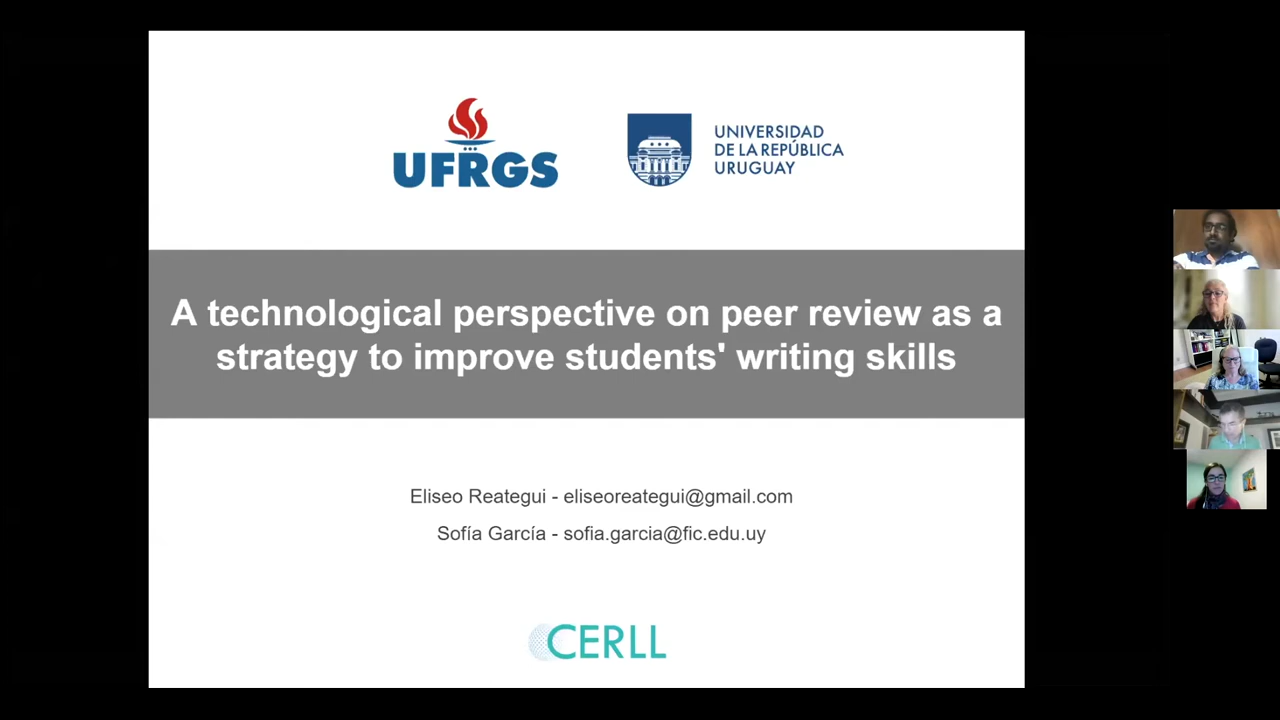 UFRGS
UNIVERSIDAD
DE LA REPÚBLICA
URUGUAY
A technological perspective on peer review as a
strategy to improve students' writing skills
Eliseo Reategui - eliseoreategui@gmail.com
Sofía García - sofia.garcia@fic.edu.uy
CERLL